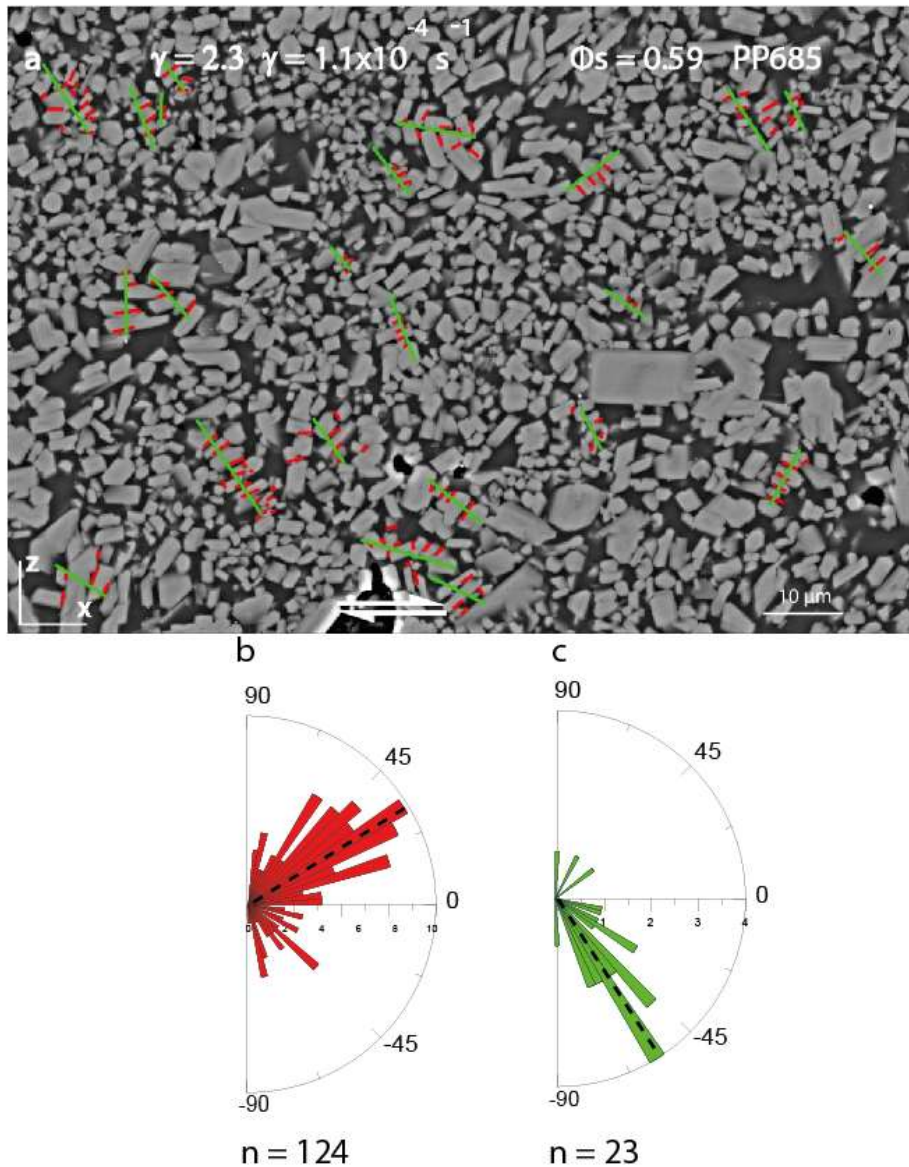 a γ = 2.3 γ = 1.1x10-4 s-1 Φs = 0.59 PP685
z
x
10 µm
b c
90 90
45 45
0 2 4 6 8 10 0 1 2 3 4 0
-45 -45
-90 -90
n = 124 n = 23